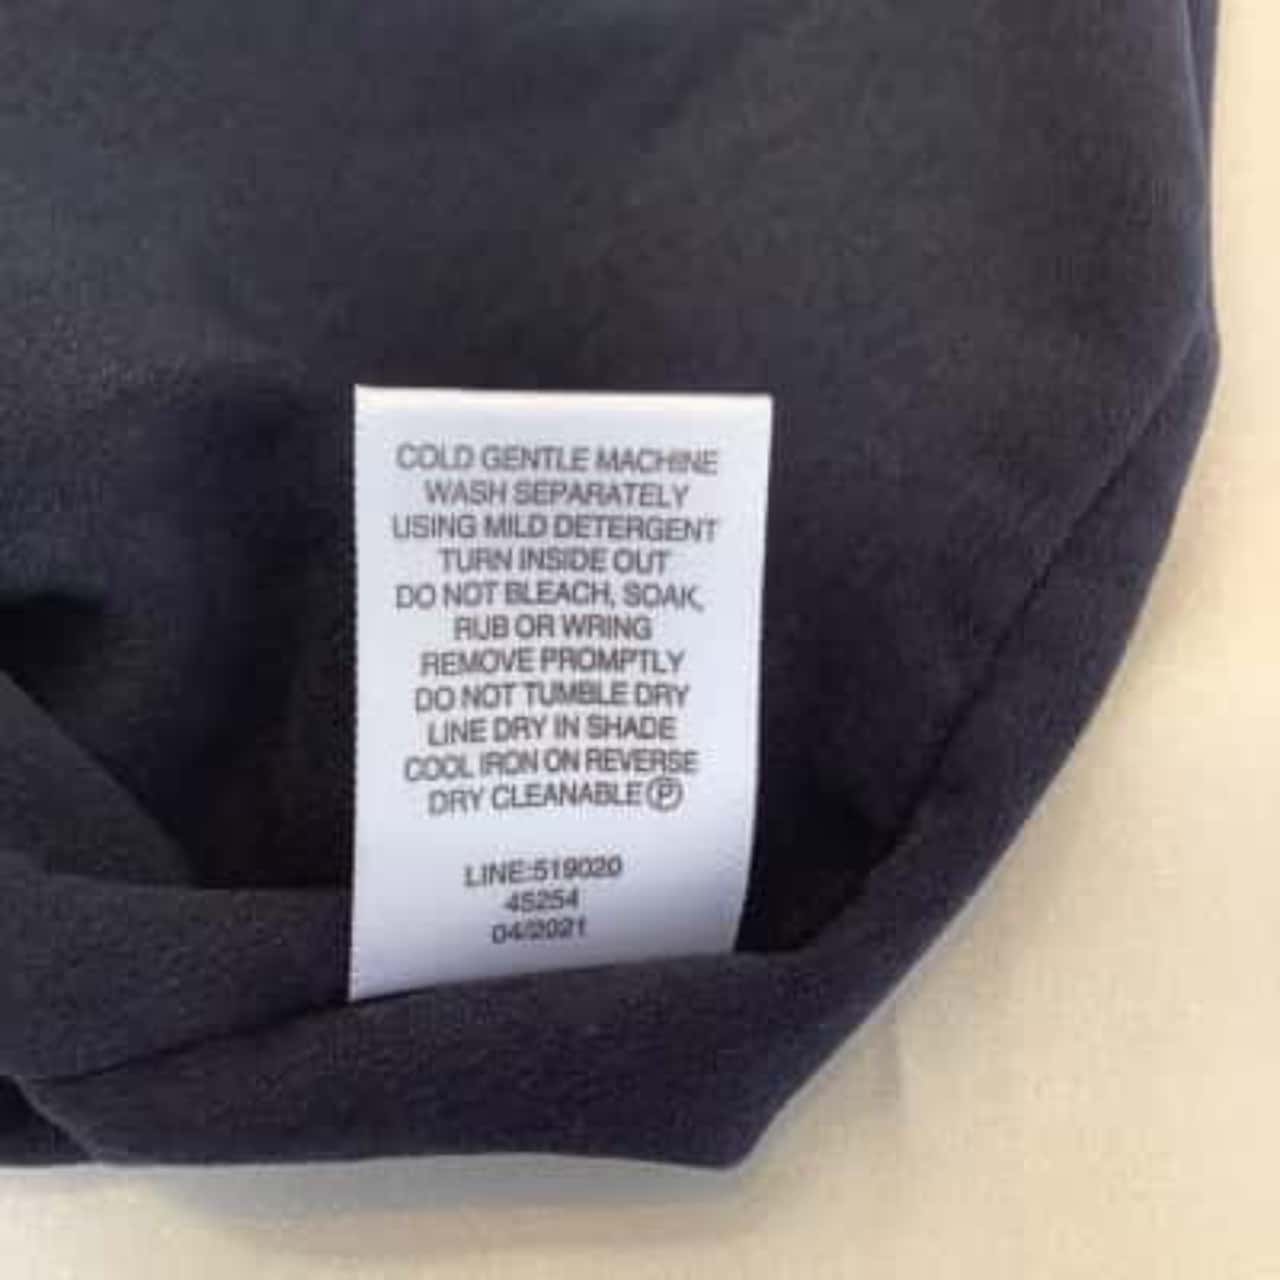 COLD GENTLE MACHINE
WASH SEPARATELY
USING MILD DETERGENT
TURN INSIDE OUT
DO NOT BLEACH, SOAK,
RUB OR WRING
REMOVE PROMPTLY
DO NOT TUMBLE DRY
LINE DRY IN SHADE
COOL IRON ON REVERSE
DRY CLEANABLE Ⓟ
LINE:519020
45254
04/2021